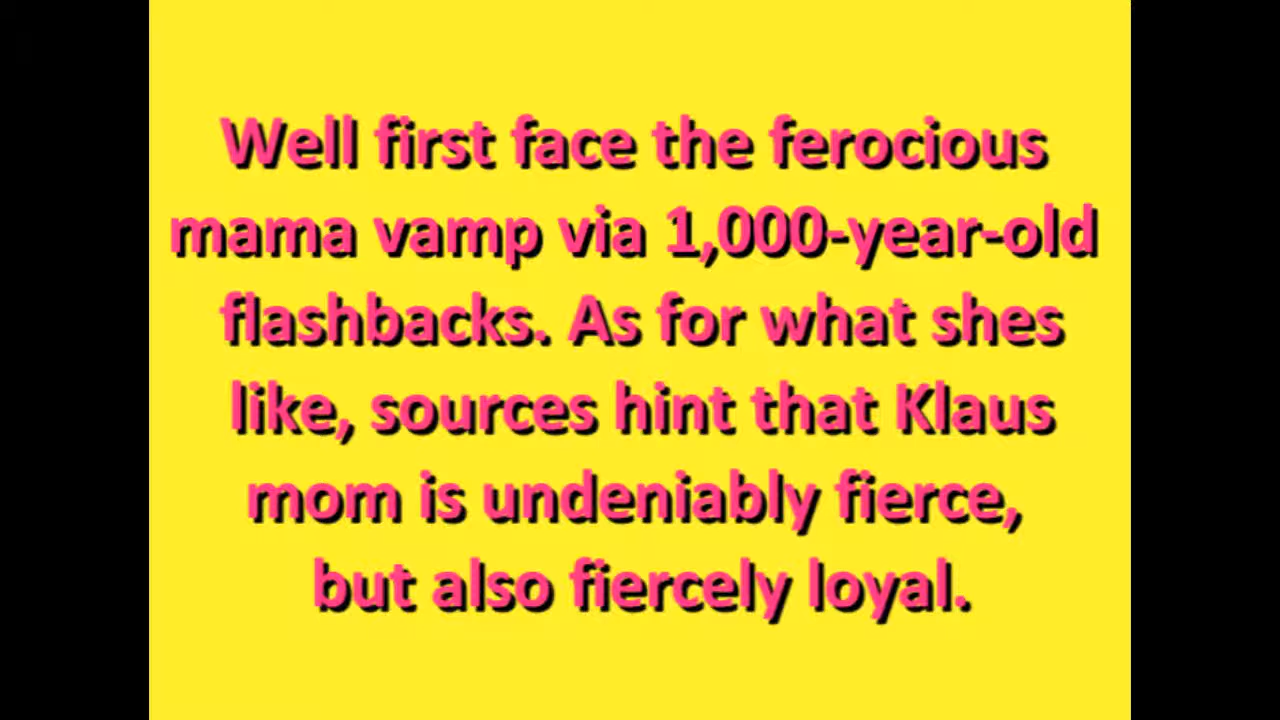 Well first face the ferocious
mama vamp via 1,000-year-old
flashbacks. As for what shes
like, sources hint that Klaus
mom is undeniably fierce,
but also fiercely loyal.